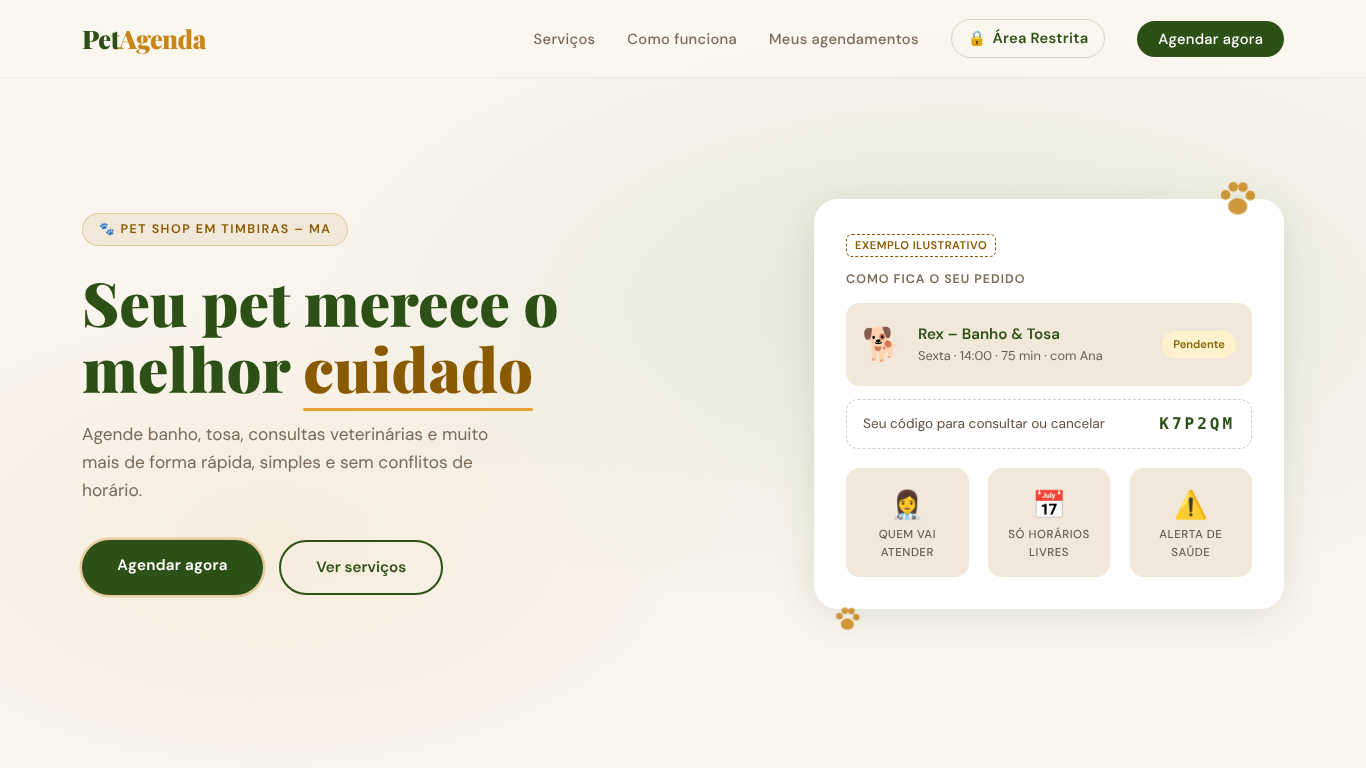 PetAgenda
Serviços
Como funciona
Meus agendamentos
Área Restrita
Agendar agora
PET SHOP EM TIMBIRAS – MA
Seu pet merece o
melhor cuidado
Agende banho, tosa, consultas veterinárias e muito
mais de forma rápida, simples e sem conflitos de
horário.
Agendar agora
Ver serviços
EXEMPLO ILUSTRATIVO
COMO FICA O SEU PEDIDO
Rex – Banho & Tosa
Sexta · 14:00 · 75 min · com Ana
Pendente
Seu código para consultar ou cancelar
K7P2QM
QUEM VAI
ATENDER
July
17
SÓ HORÁRIOS
LIVRES
ALERTA DE
SAÚDE